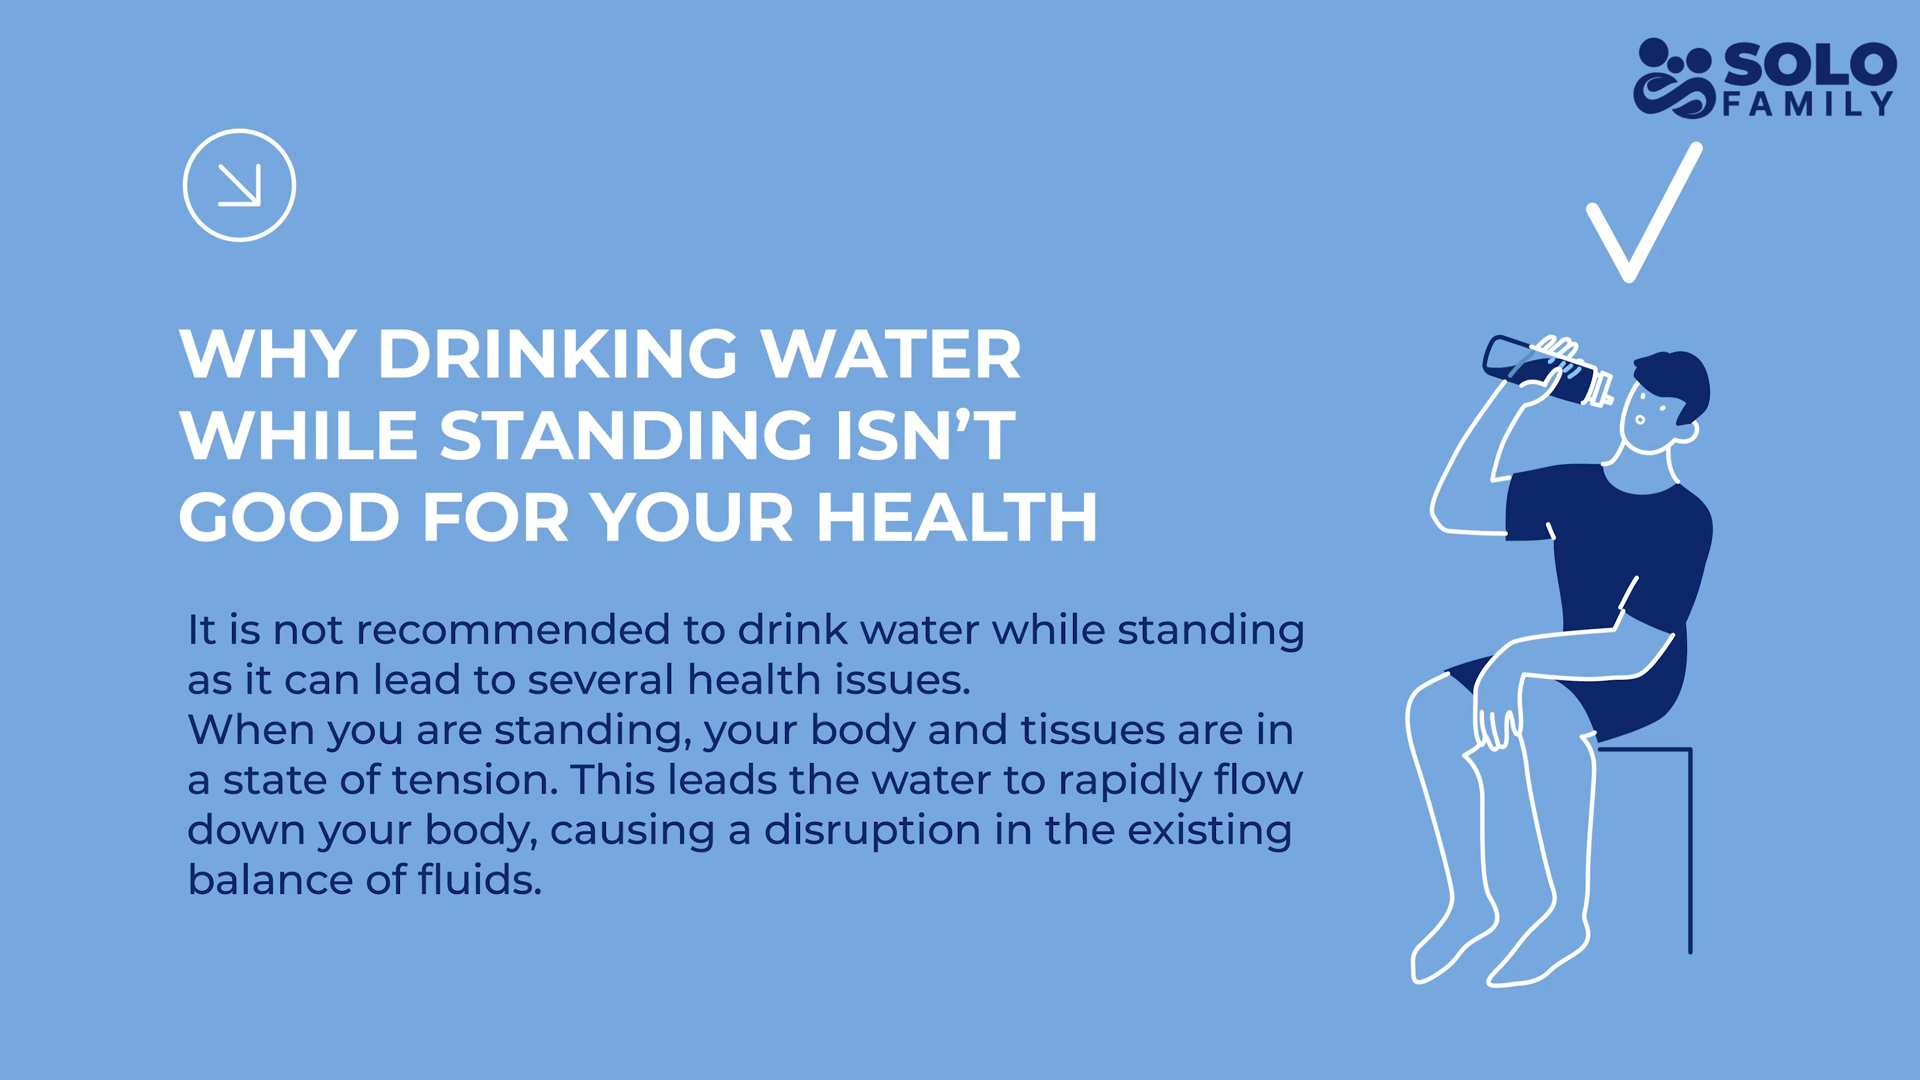 SOLO
FAMILY
WHY DRINKING WATER
WHILE STANDING ISN’T
GOOD FOR YOUR HEALTH
It is not recommended to drink water while standing
as it can lead to several health issues.
When you are standing, your body and tissues are in
a state of tension. This leads the water to rapidly flow
down your body, causing a disruption in the existing
balance of fluids.